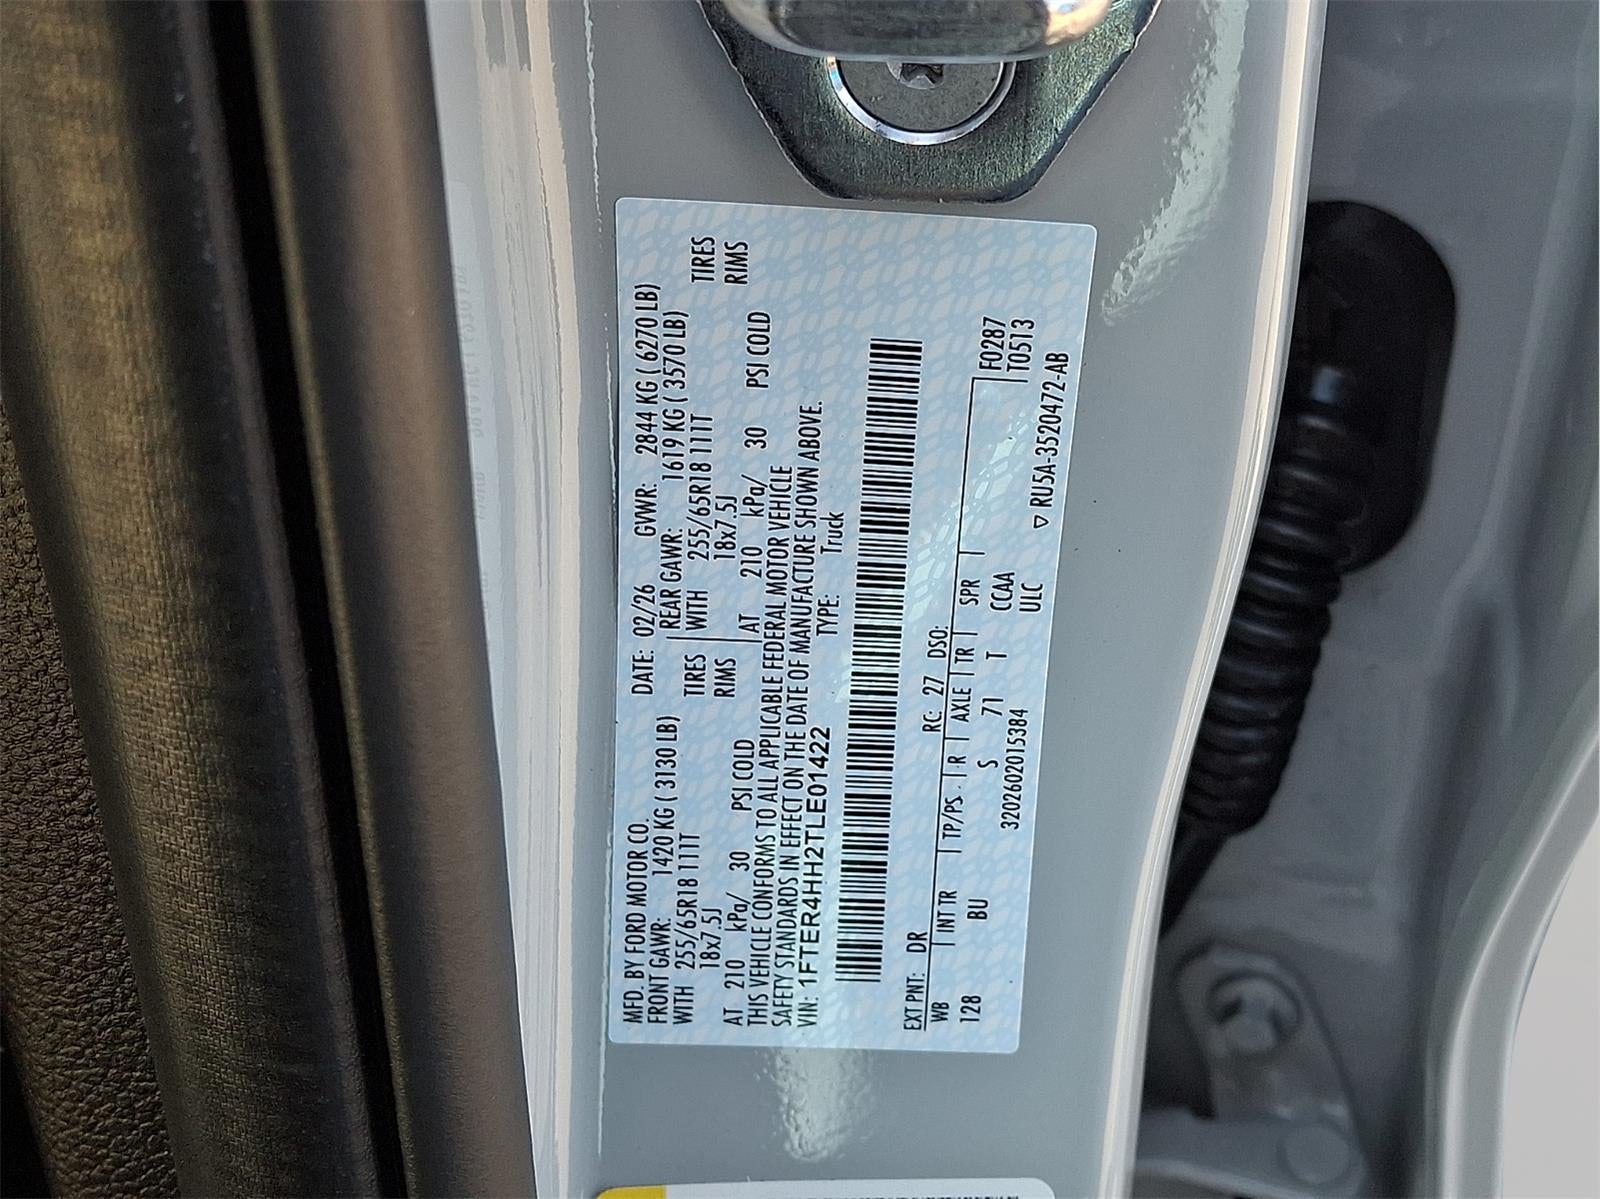 MFD. BY FORD MOTOR CO. DATE: 02/26 GVWR: 2844 KG ( 6270 LB)
FRONT GAWR: 1420 KG ( 3130 LB) REAR GAWR: 1619 KG ( 3570 LB)
WITH 255/65R18 111T TIRES WITH 255/65R18 111T TIRES
18x7.5J RIMS 18x7.5J RIMS
AT 210 kPa/ 30 PSI COLD AT 210 kPa/ 30 PSI COLD
THIS VEHICLE CONFORMS TO ALL APPLICABLE FEDERAL MOTOR VEHICLE
SAFETY STANDARDS IN EFFECT ON THE DATE OF MANUFACTURE SHOWN ABOVE.
VIN: 1FTER4HH2TLE01422 TYPE: Truck
EXT PNT: DR RC: 27 DSO:
WB INT TR TP/PS R AXLE TR SPR F0287
128 BU S 71 T CCAA T0513
3202602015384 ULC
▽ RU5A-3520472-AB